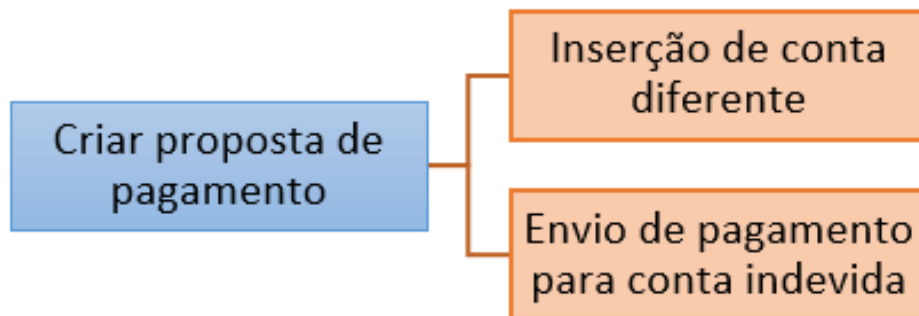 Criar proposta de
pagamento
Inserção de conta
diferente
Envio de pagamento
para conta indevida